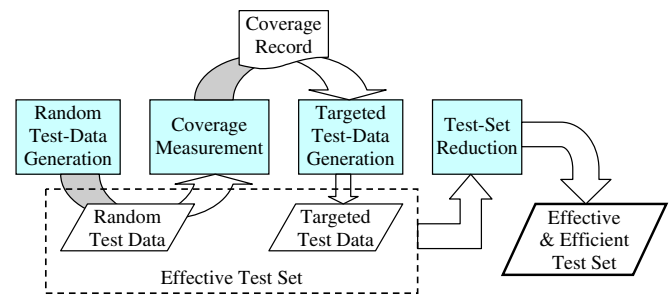 Coverage
Record
Random
Test-Data
Generation
Coverage
Measurement
Targeted
Test-Data
Generation
Test-Set
Reduction
Random
Test Data
Targeted
Test Data
Effective
& Efficient
Test Set
Effective Test Set